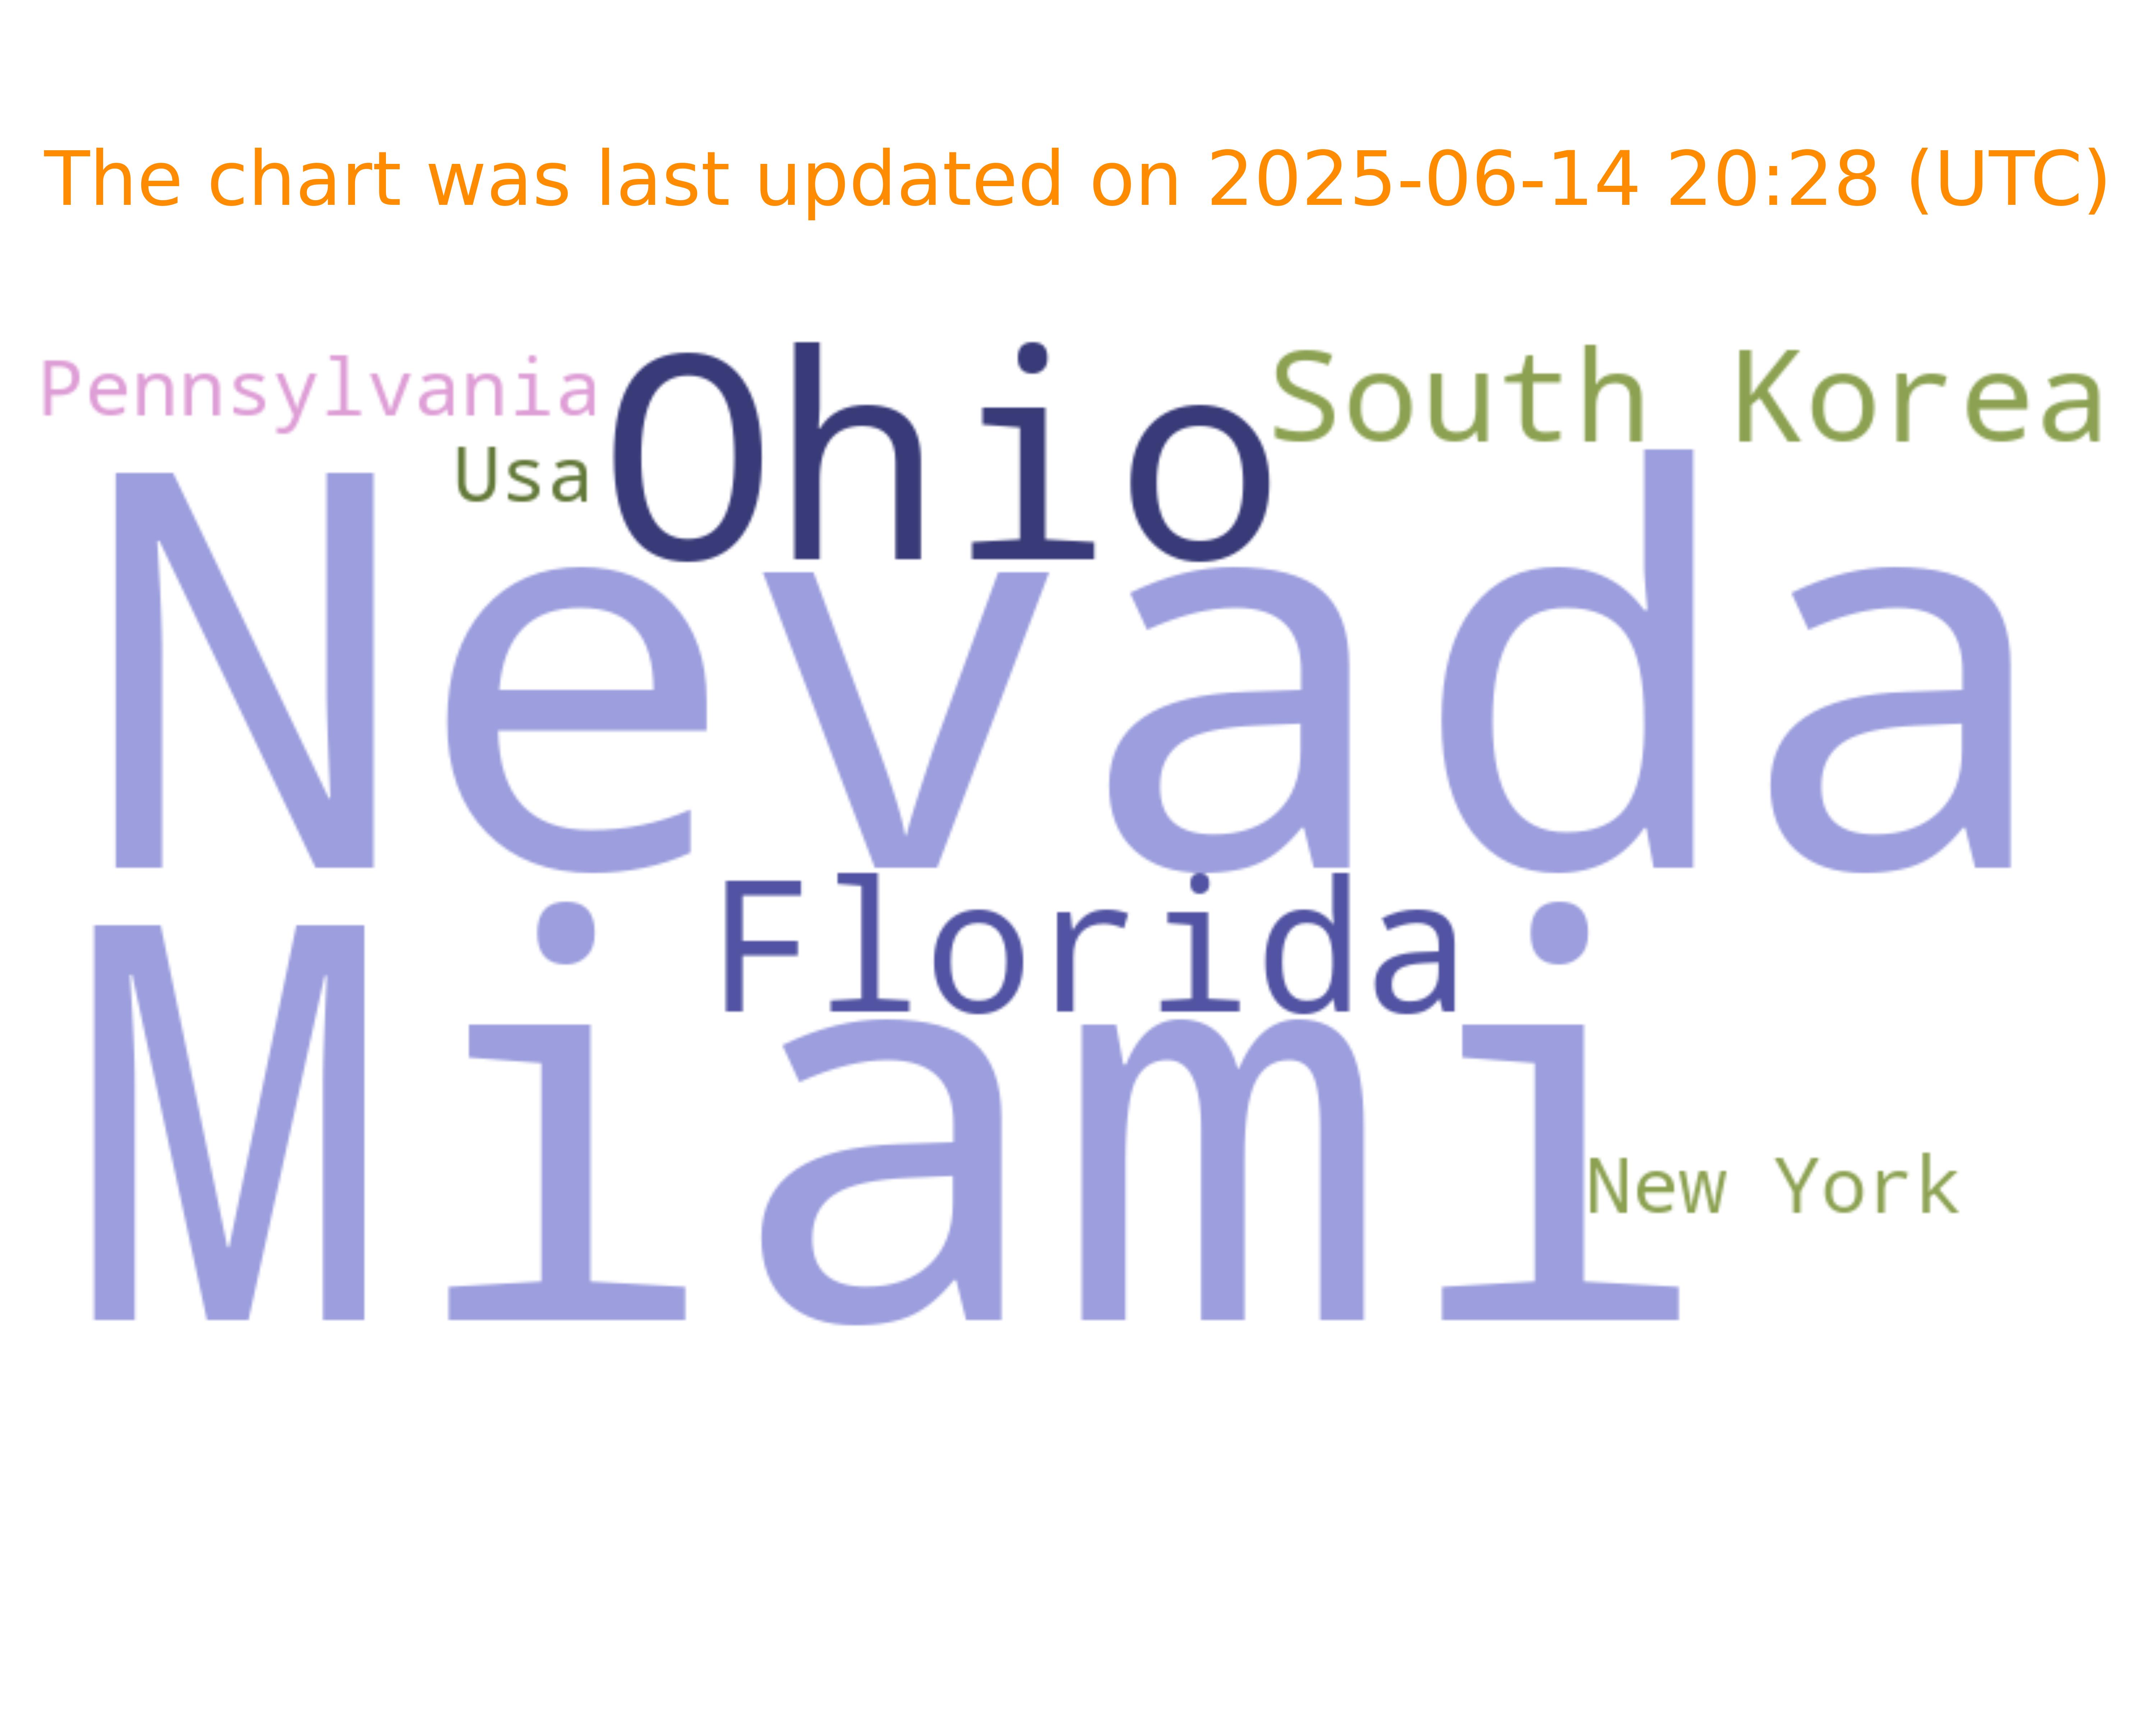 The chart was last updated on 2025-06-14 20:28 (UTC)
Pennsylvania
Ohio
South Korea
Usa
Nevada
Florida
Miami
New York